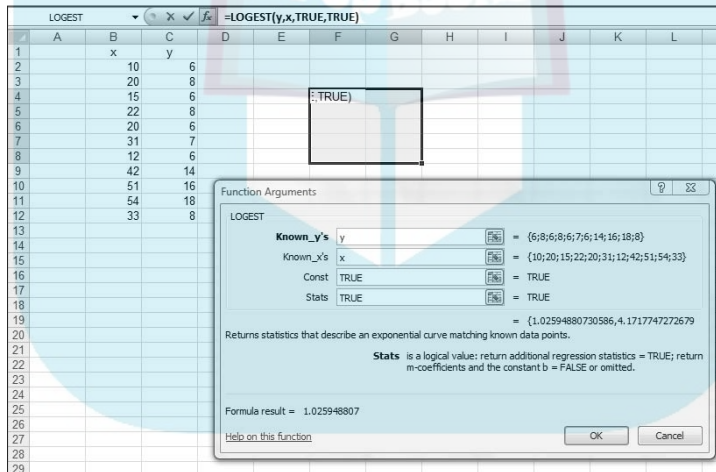 LOGEST =LOGEST(y,x,TRUE,TRUE)
A B C D E F G H I J K L
1 x y
2 10 6
3 20 8
4 15 6 ,TRUE)
5 22 8
6 20 6
7 31 7
8 12 6
9 42 14
10 51 16
11 54 18
12 33 8
13
14
15
16
17
18
19
20
21
22
23
24
25
26
27
28
29
Function Arguments
LOGEST
Known_y's y = {6;8;6;8;6;7;6;14;16;18;8}
Known_x's x = {10;20;15;22;20;31;12;42;51;54;33}
Const TRUE = TRUE
Stats TRUE = TRUE
= {1.02594880730586,4.1717747272679
Returns statistics that describe an exponential curve matching known data points.
Stats is a logical value: return additional regression statistics = TRUE; return
m-coefficients and the constant b = FALSE or omitted.
Formula result = 1.025948807
Help on this function OK Cancel